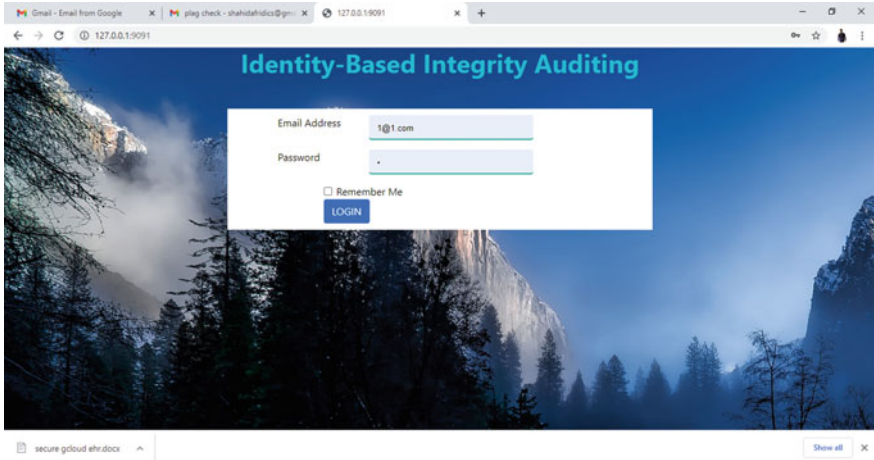 Gmail - Email from Google
plag check - shahidafridics@gm
127.0.0.1:9091
127.0.0.1:9091
Identity-Based Integrity Auditing
Email Address
1@1.com
Password
Remember Me
LOGIN
secure gcloud ehr.docx
Show all